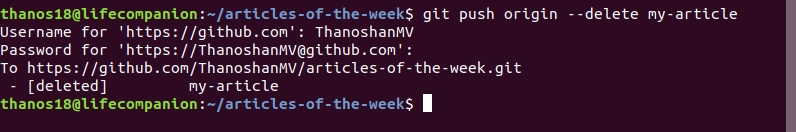 thanos18@lifecompanion:~/articles-of-the-week$ git push origin --delete my-article
Username for 'https://github.com': ThanoshanMV
Password for 'https://ThanoshanMV@github.com':
To https://github.com/ThanoshanMV/articles-of-the-week.git
 - [deleted]         my-article
thanos18@lifecompanion:~/articles-of-the-week$